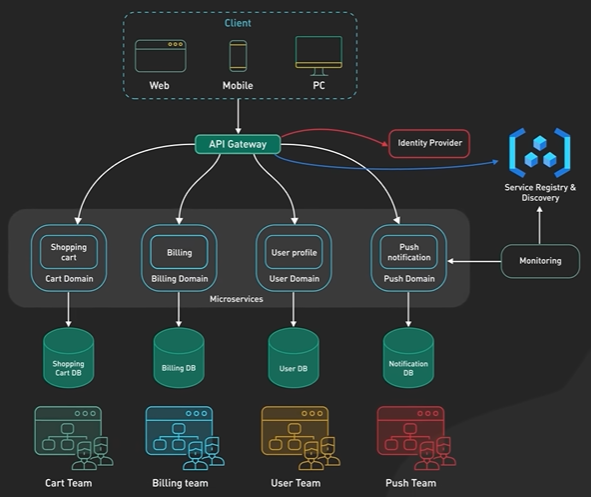 Client
Web
Mobile
PC
API Gateway
Identity Provider
Service Registry &
Discovery
Shopping
cart
Cart Domain
Billing
Billing Domain
User profile
User Domain
Push
notification
Push Domain
Monitoring
Microservices
Shopping
Cart DB
Billing DB
User DB
Notification
DB
Cart Team
Billing team
User Team
Push Team